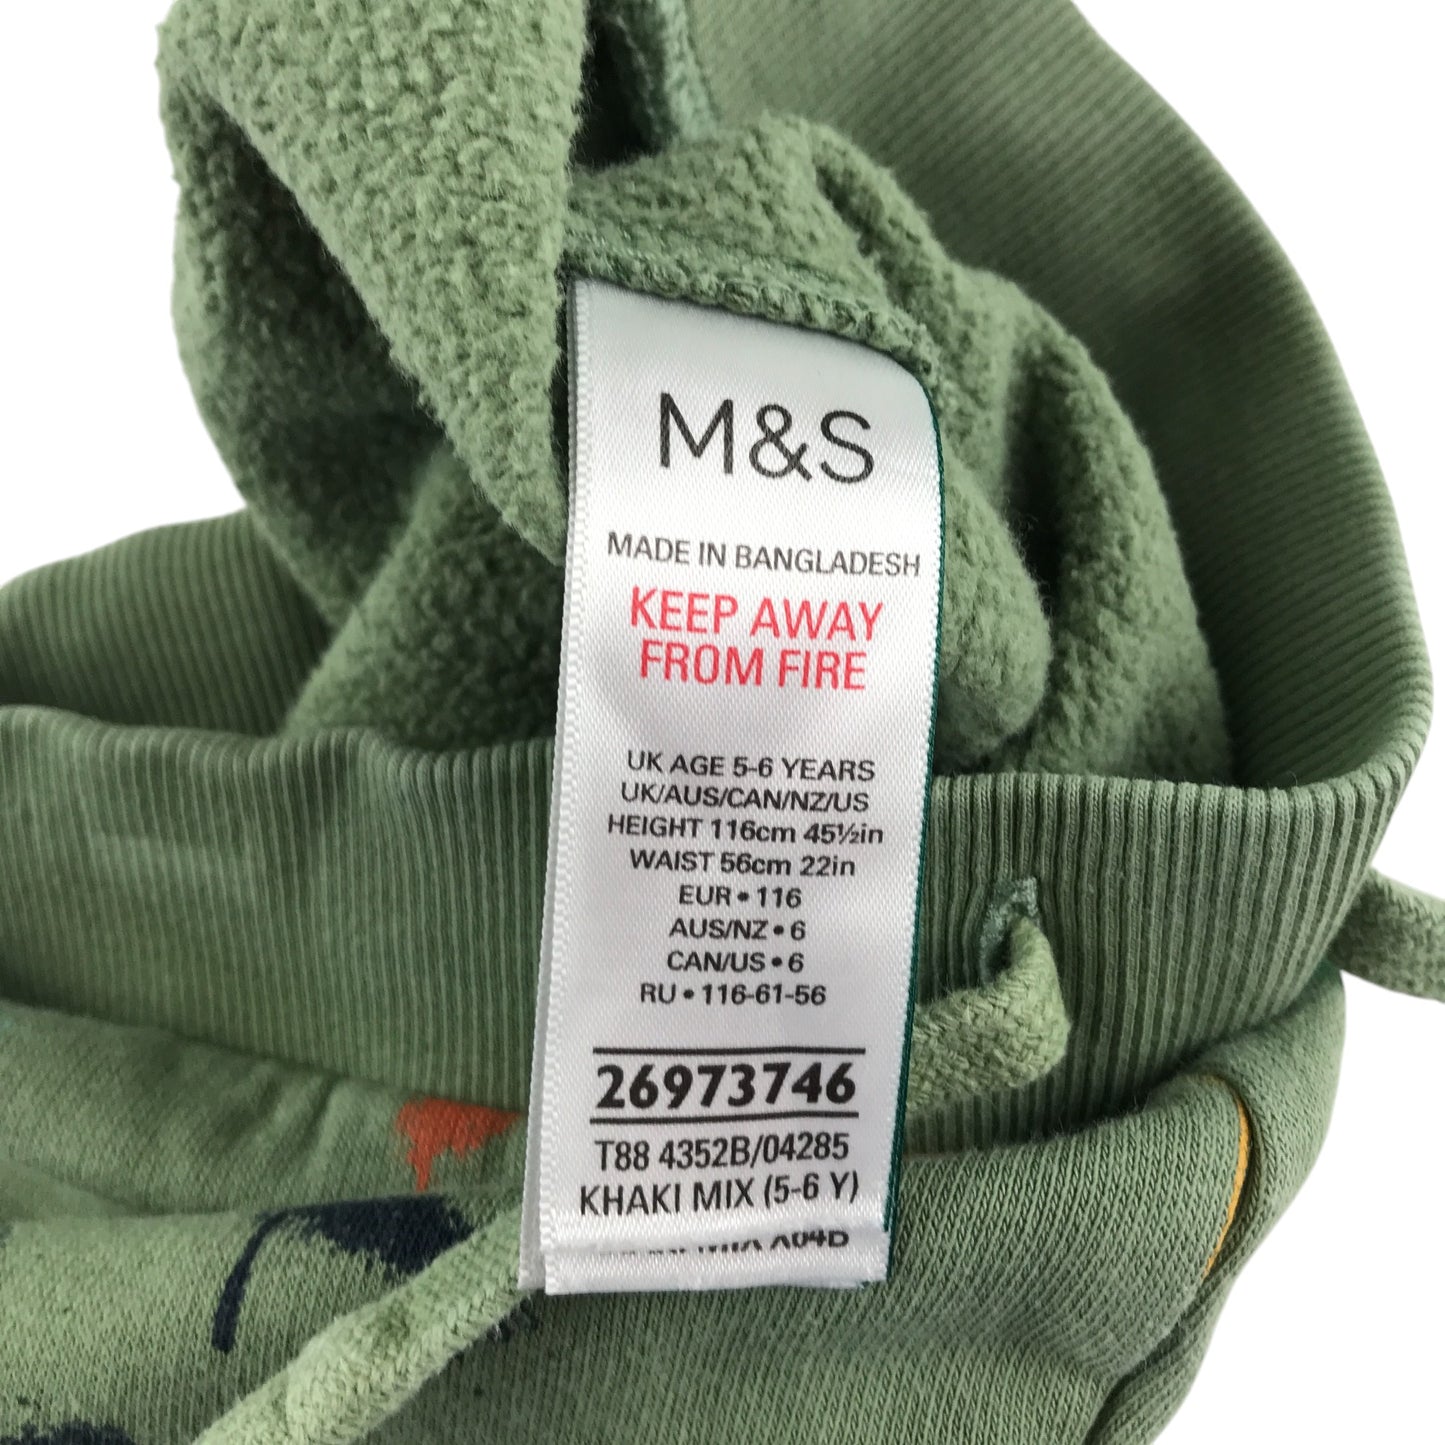 M&S
MADE IN BANGLADESH
KEEP AWAY
FROM FIRE
UK AGE 5-6 YEARS
UK/AUS/CAN/NZ/US
HEIGHT 116cm 45½in
WAIST 56cm 22in
EUR • 116
AUS/NZ • 6
CAN/US • 6
RU • 116-61-56
26973746
T88 4352B/04285
KHAKI MIX (5-6 Y)
X04B